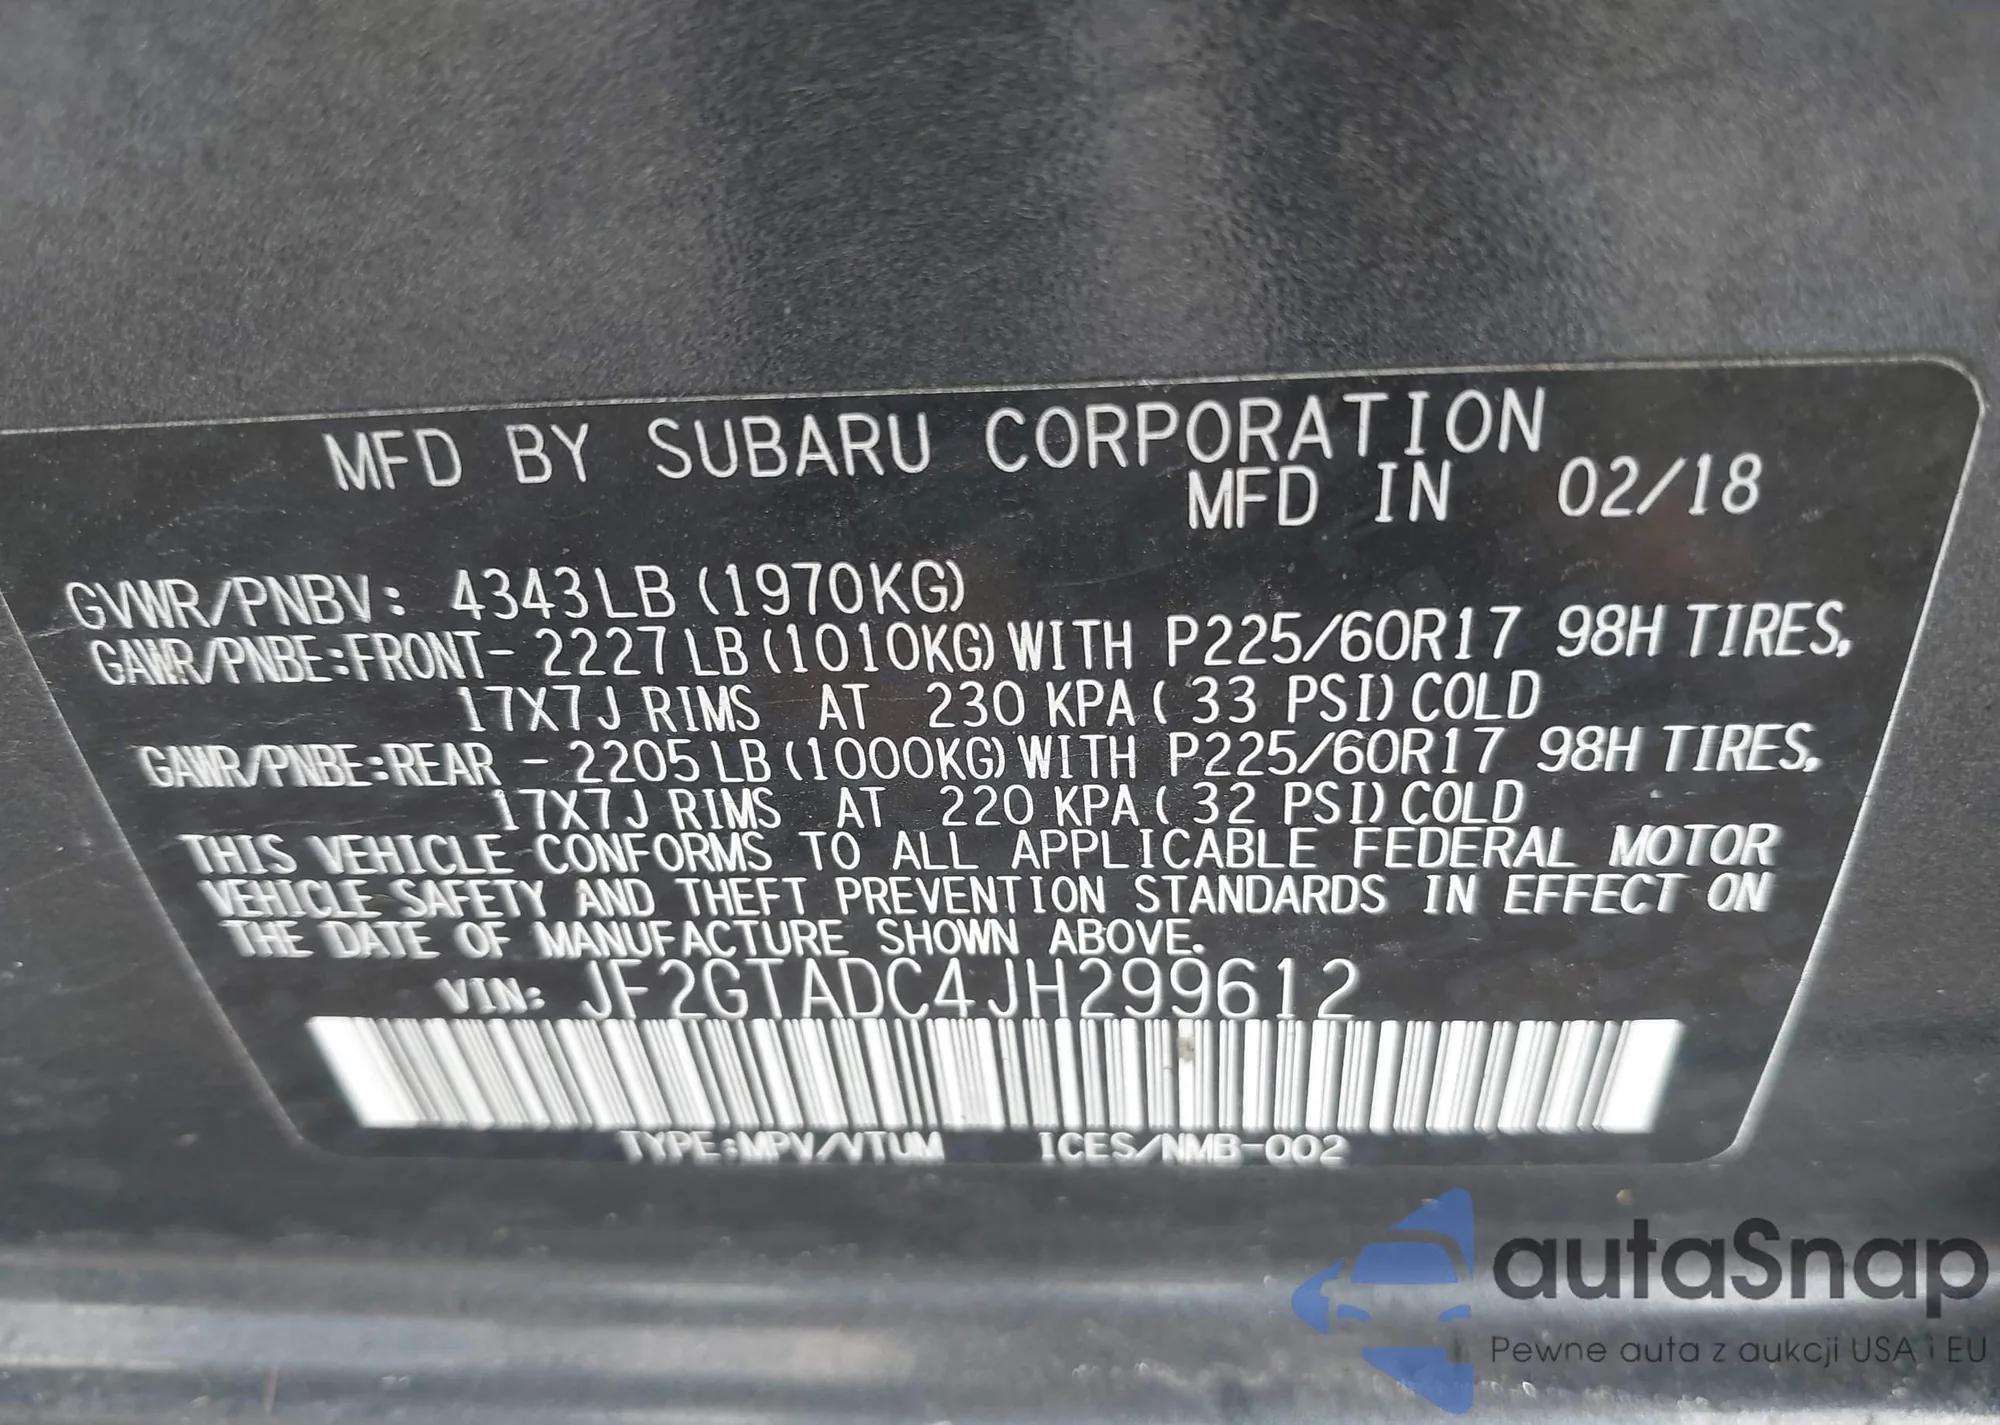 MFD BY SUBARU CORPORATION
MFD IN 02/18
GVWR/PNBV: 4343LB (1970KG)
GAWR/PNBE:FRONT- 2227LB (1010KG) WITH P225/60R17 98H TIRES,
17X7J RIMS AT 230 KPA ( 33 PSI) COLD
GAWR/PNBE:REAR - 2205LB (1000KG) WITH P225/60R17 98H TIRES,
17X7J RIMS AT 220 KPA ( 32 PSI) COLD
THIS VEHICLE CONFORMS TO ALL APPLICABLE FEDERAL MOTOR
VEHICLE SAFETY AND THEFT PREVENTION STANDARDS IN EFFECT ON
THE DATE OF MANUFACTURE SHOWN ABOVE.
VIN: JF2GTADC4JH299612
TYPE:MPV/VTUM ICES/NMB-002
autaSnap
Pewne auta z aukcji USA i EU